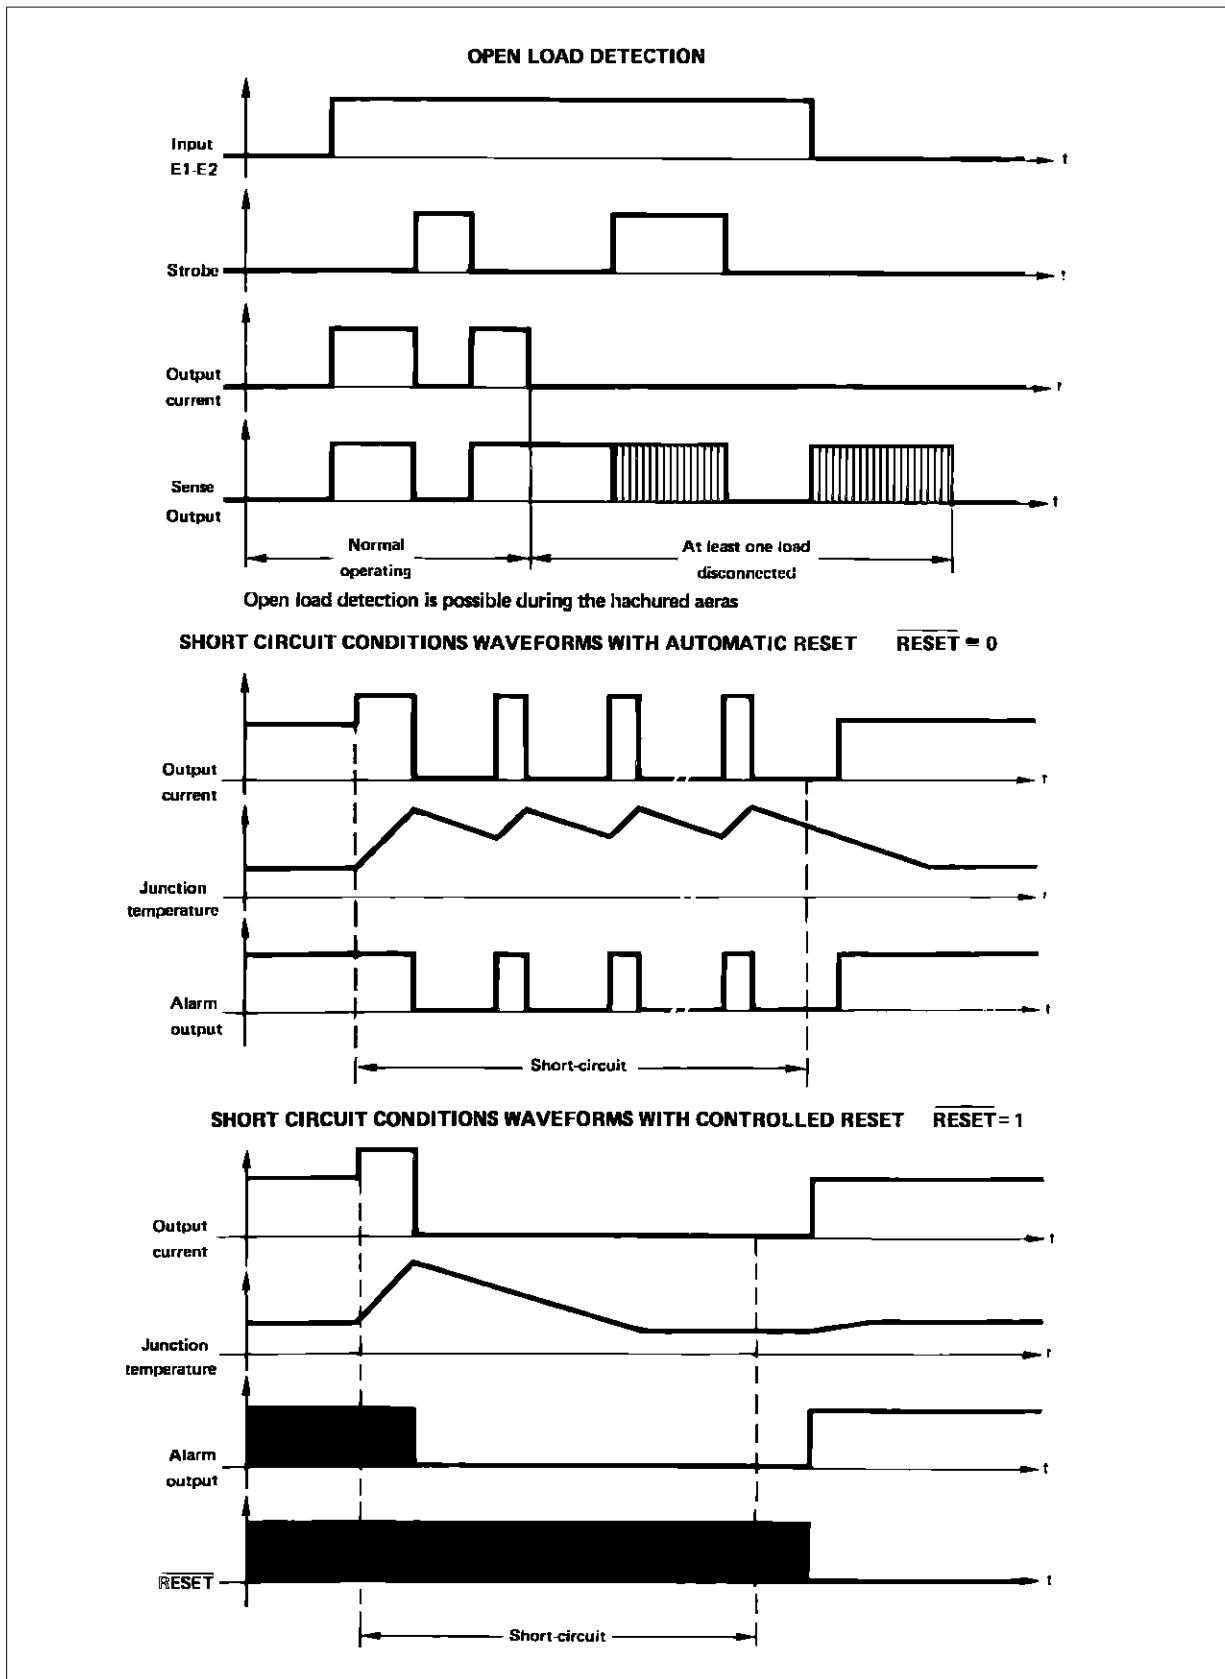 OPEN LOAD DETECTION
Input
E1-E2
t
Strobe
t
Output
current
t
Sense
Output
t
Normal
operating
At least one load
disconnected
Open load detection is possible during the hachured aeras
SHORT CIRCUIT CONDITIONS WAVEFORMS WITH AUTOMATIC RESET RESET = 0
Output
current
t
Junction
temperature
t
Alarm
output
t
Short-circuit
SHORT CIRCUIT CONDITIONS WAVEFORMS WITH CONTROLLED RESET RESET = 1
Output
current
t
Junction
temperature
t
Alarm
output
t
RESET
t
Short-circuit